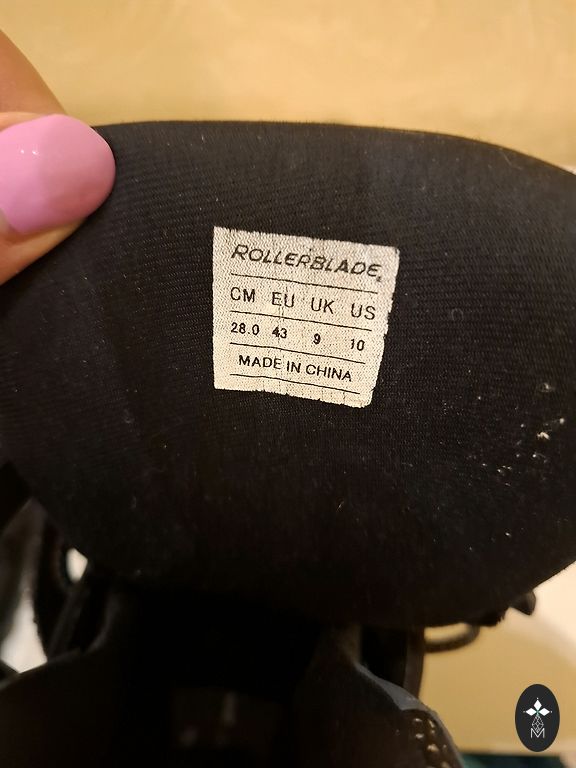 ROLLERBLADE
CM EU UK US
28.0 43 9 10
MADE IN CHINA
M